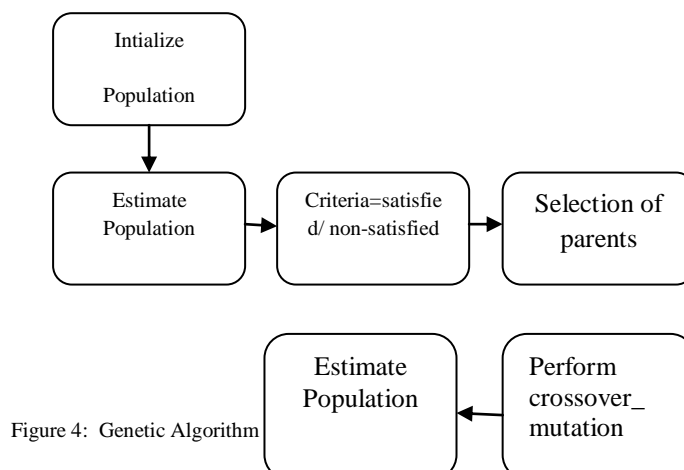 Intialize
Population
Estimate
Population
Criteria=satisfie
d/ non-satisfied
Selection of
parents
Estimate
Population
Perform
crossover_
mutation
Figure 4:  Genetic Algorithm